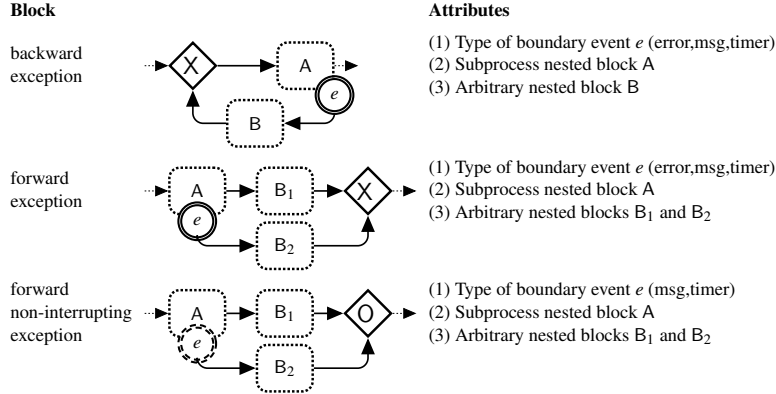 Block
Attributes
backward
exception
X
A
e
B
(1) Type of boundary event e (error,msg,timer)
(2) Subprocess nested block A
(3) Arbitrary nested block B
forward
exception
A
e
B1
B2
X
(1) Type of boundary event e (error,msg,timer)
(2) Subprocess nested block A
(3) Arbitrary nested blocks B1 and B2
forward
non-interrupting
exception
A
e
B1
B2
O
(1) Type of boundary event e (msg,timer)
(2) Subprocess nested block A
(3) Arbitrary nested blocks B1 and B2